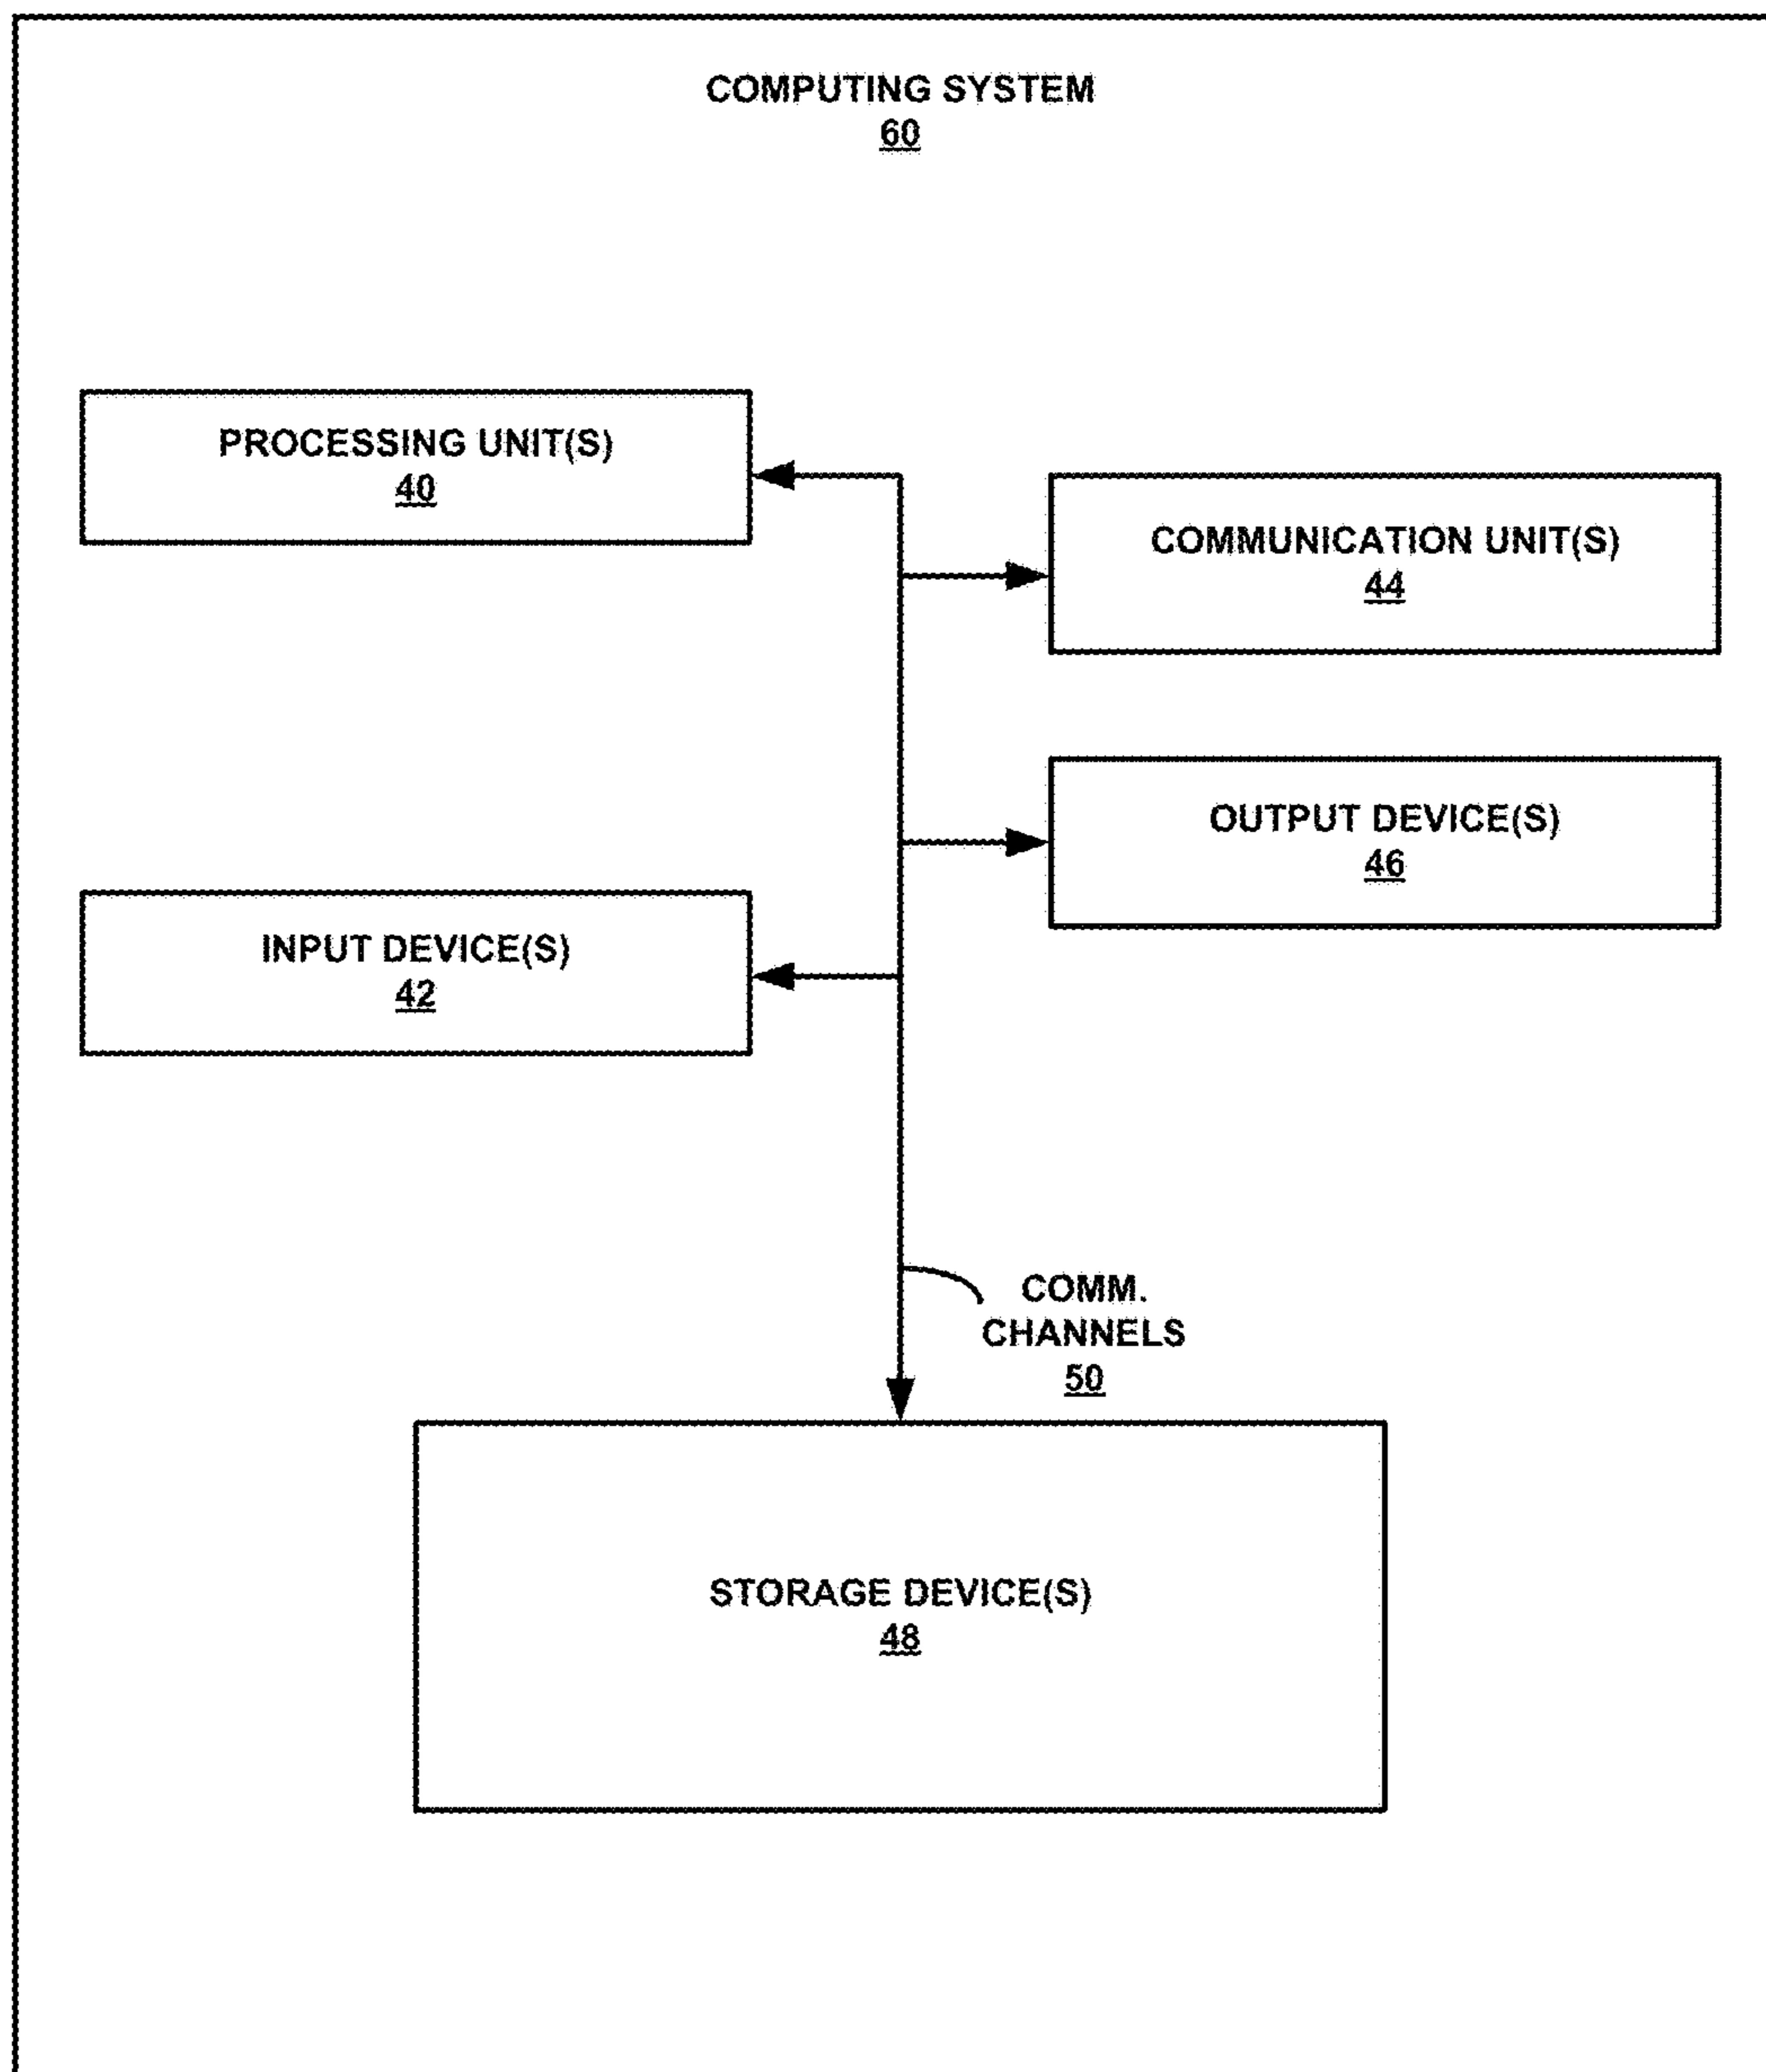 COMPUTING SYSTEM
60
PROCESSING UNIT(S)
40
COMMUNICATION UNIT(S)
44
OUTPUT DEVICE(S)
46
INPUT DEVICE(S)
42
COMM.
CHANNELS
50
STORAGE DEVICE(S)
48